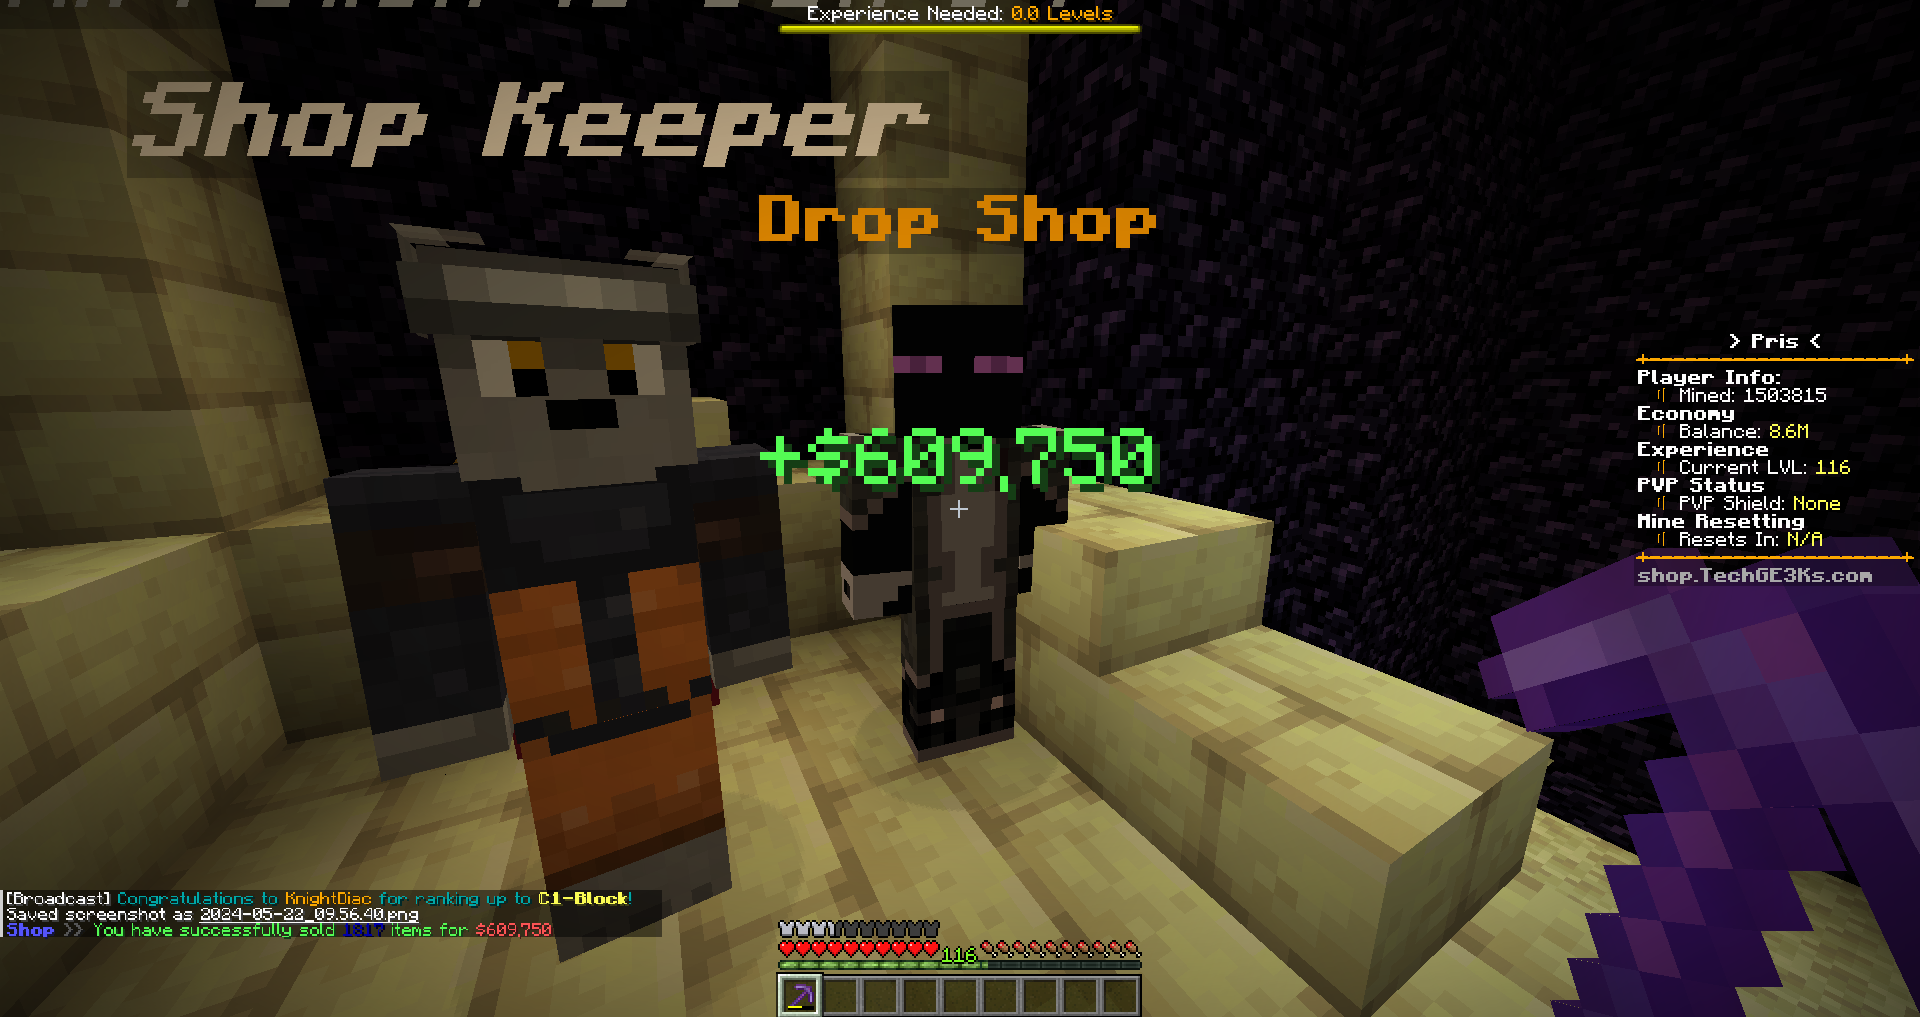 Experience Needed: 0.0 Levels
Shop Keeper
Drop Shop
+$609,750
> Pris <
Player Info:
Mined: 1503815
Economy
Balance: 8.6M
Experience
Current LVL: 116
PVP Status
PVP Shield: None
Mine Resetting
Resets In: N/A
shop.TechGE3Ks.com
[Broadcast] Congratulations to KnightDiac for ranking up to C1-Block!
Saved screenshot as 2024-05-22_09.56.40.png
Shop >> You have successfully sold 1817 items for $609,750
116